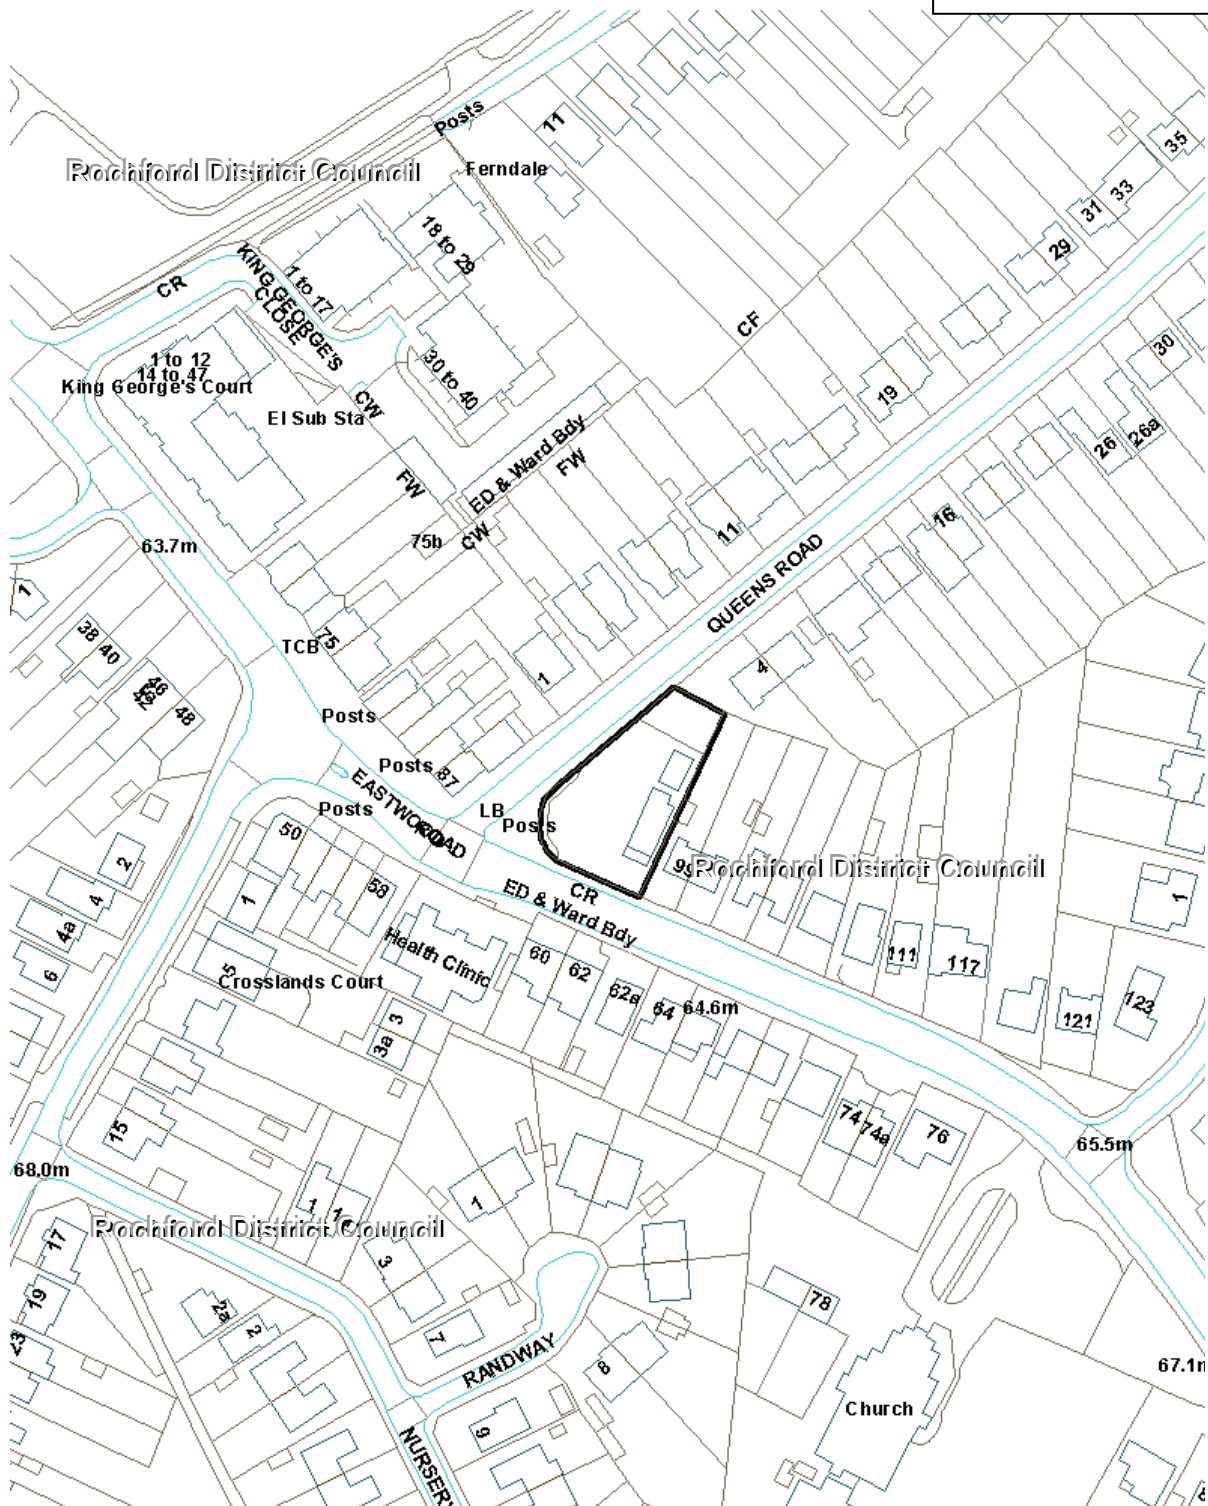 Posts
11
35
Rochford District Council
Ferndale
33
31
18 to 29
29
KING GEORGE'S
CLOSE
1 to 17
CR
CF
30
1 to 12
14 to 47
King George's Court
30 to 40
19
CW
El Sub Sta
26a
26
ED & Ward Bdy
FW
FW
16
11
75b
CW
63.7m
QUEENS ROAD
1
38
40
75
TCB
4
1
46
48
Posts
Posts
87
EASTWOOD
ROAD
Posts
LB
Posts
50
2
99
Rochford District Council
58
CR
ED & Ward Bdy
4
1
1
4a
Health Clinic
60
62
111
117
6
5
Crosslands Court
62a
64
64.6m
123
3
121
3a
15
74
74a
76
65.5m
68.0m
1
1
Rochford District Council
17
3
19
2a
2
78
7
23
RANDWAY
8
67.1m
Church
9
NURSERY